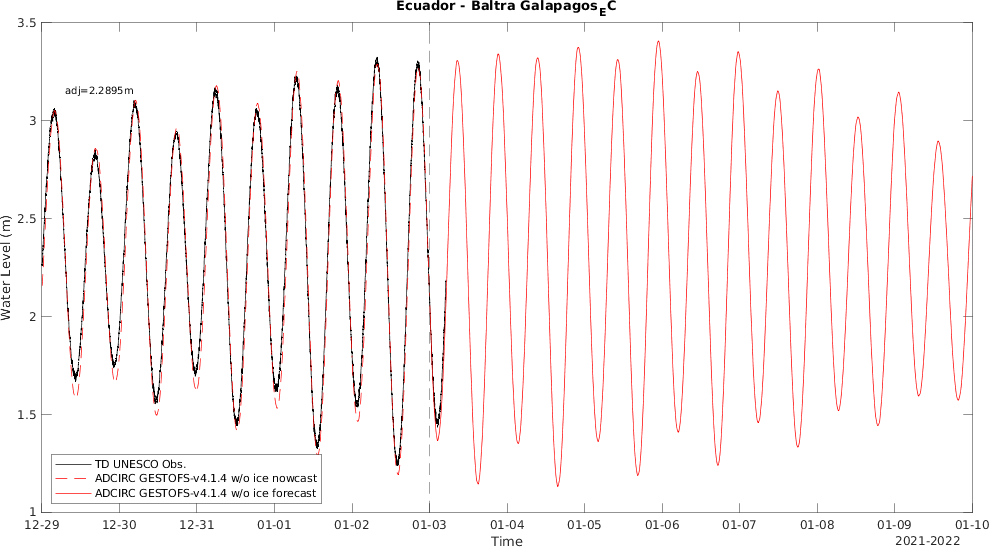 Ecuador - Baltra Galapagos_EC
3.5
3
2.5
2
1.5
1
Water Level (m)
adj=2.2895m
TD UNESCO Obs.
ADCIRC GESTOFS-v4.1.4 w/o ice nowcast
ADCIRC GESTOFS-v4.1.4 w/o ice forecast
12-29 12-30 12-31 01-01 01-02 01-03 01-04 01-05 01-06 01-07 01-08 01-09 01-10
Time
2021-2022